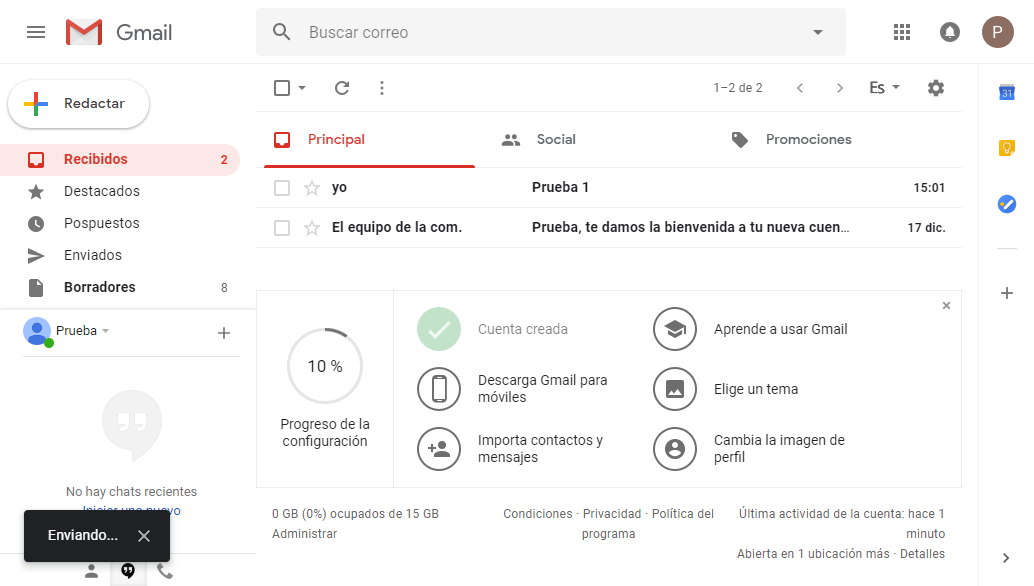 Gmail
Buscar correo
P
Redactar
1–2 de 2
Es
31
Principal
Social
Promociones
Recibidos 2
Destacados
Pospuestos
Enviados
Borradores 8
yo Prueba 1 15:01
El equipo de la com. Prueba, te damos la bienvenida a tu nueva cuen… 17 dic.
Prueba
10 %
Progreso de la
configuración
Cuenta creada
Aprende a usar Gmail
Descarga Gmail para
móviles
Elige un tema
Importa contactos y
mensajes
Cambia la imagen de
perfil
No hay chats recientes
Iniciar uno nuevo
Enviando...
0 GB (0%) ocupados de 15 GB
Administrar
Condiciones · Privacidad · Política del
programa
Última actividad de la cuenta: hace 1
minuto
Abierta en 1 ubicación más · Detalles